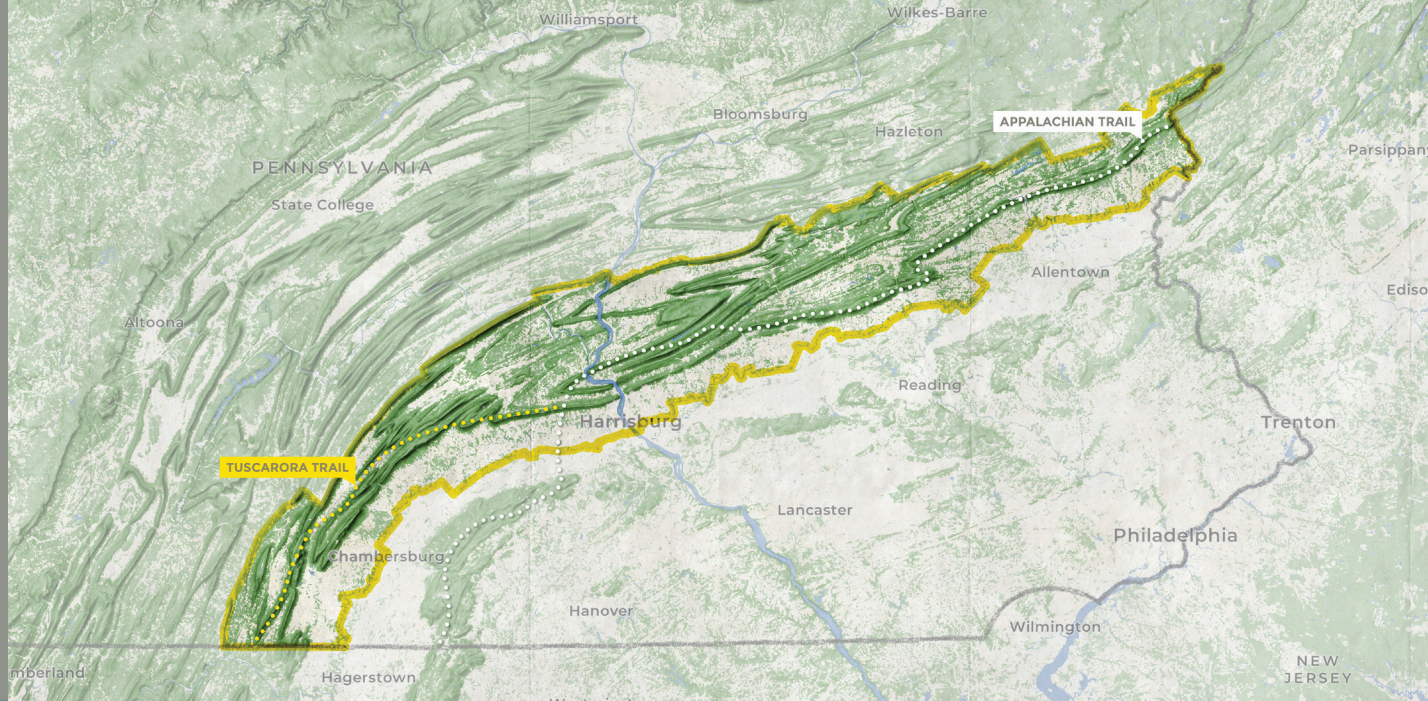 Williamsport
Wilkes-Barre
Bloomsburg
APPALACHIAN TRAIL
Hazleton
Parsippany
PENNSYLVANIA
State College
Allentown
Ediso
Altoona
Reading
Harrisburg
Trenton
TUSCARORA TRAIL
Lancaster
Philadelphia
Chambersburg
Hanover
Wilmington
mberland
Hagerstown
NEW
JERSEY